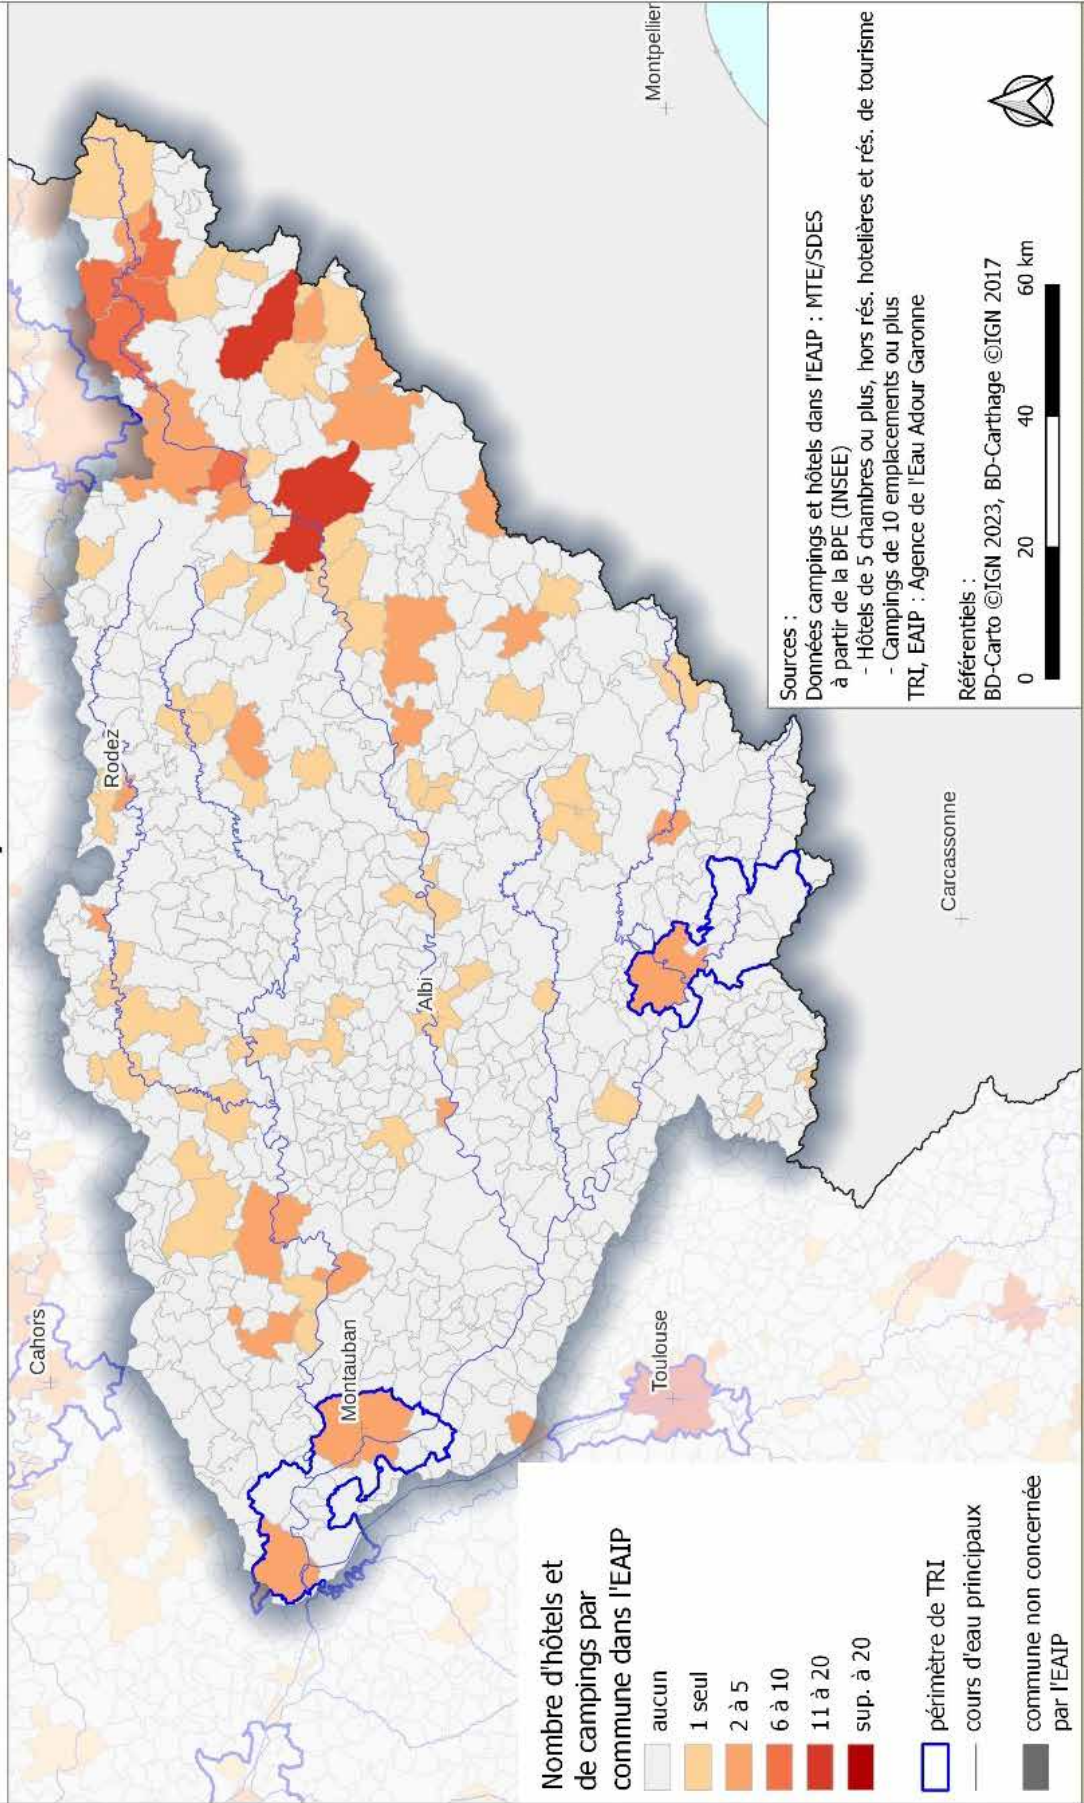 Cahors
Rodez
Montauban
Albi
Toulouse
Carcassonne
Montpellier
Nombre d'hôtels et
de campings par
commune dans l'EAIP
aucun
1 seul
2 à 5
6 à 10
11 à 20
sup. à 20
périmètre de TRI
cours d'eau principaux
commune non concernée
par l'EAIP
Sources :
Données campings et hôtels dans l'EAIP : MTE/SDES
à partir de la BPE (INSEE)
- Hôtels de 5 chambres ou plus, hors rés. hotelières et rés. de tourisme
- Campings de 10 emplacements ou plus
TRI, EAIP : Agence de l'Eau Adour Garonne
Référentiels :
BD-Carto ©IGN 2023, BD-Carthage ©IGN 2017
0 20 40 60 km